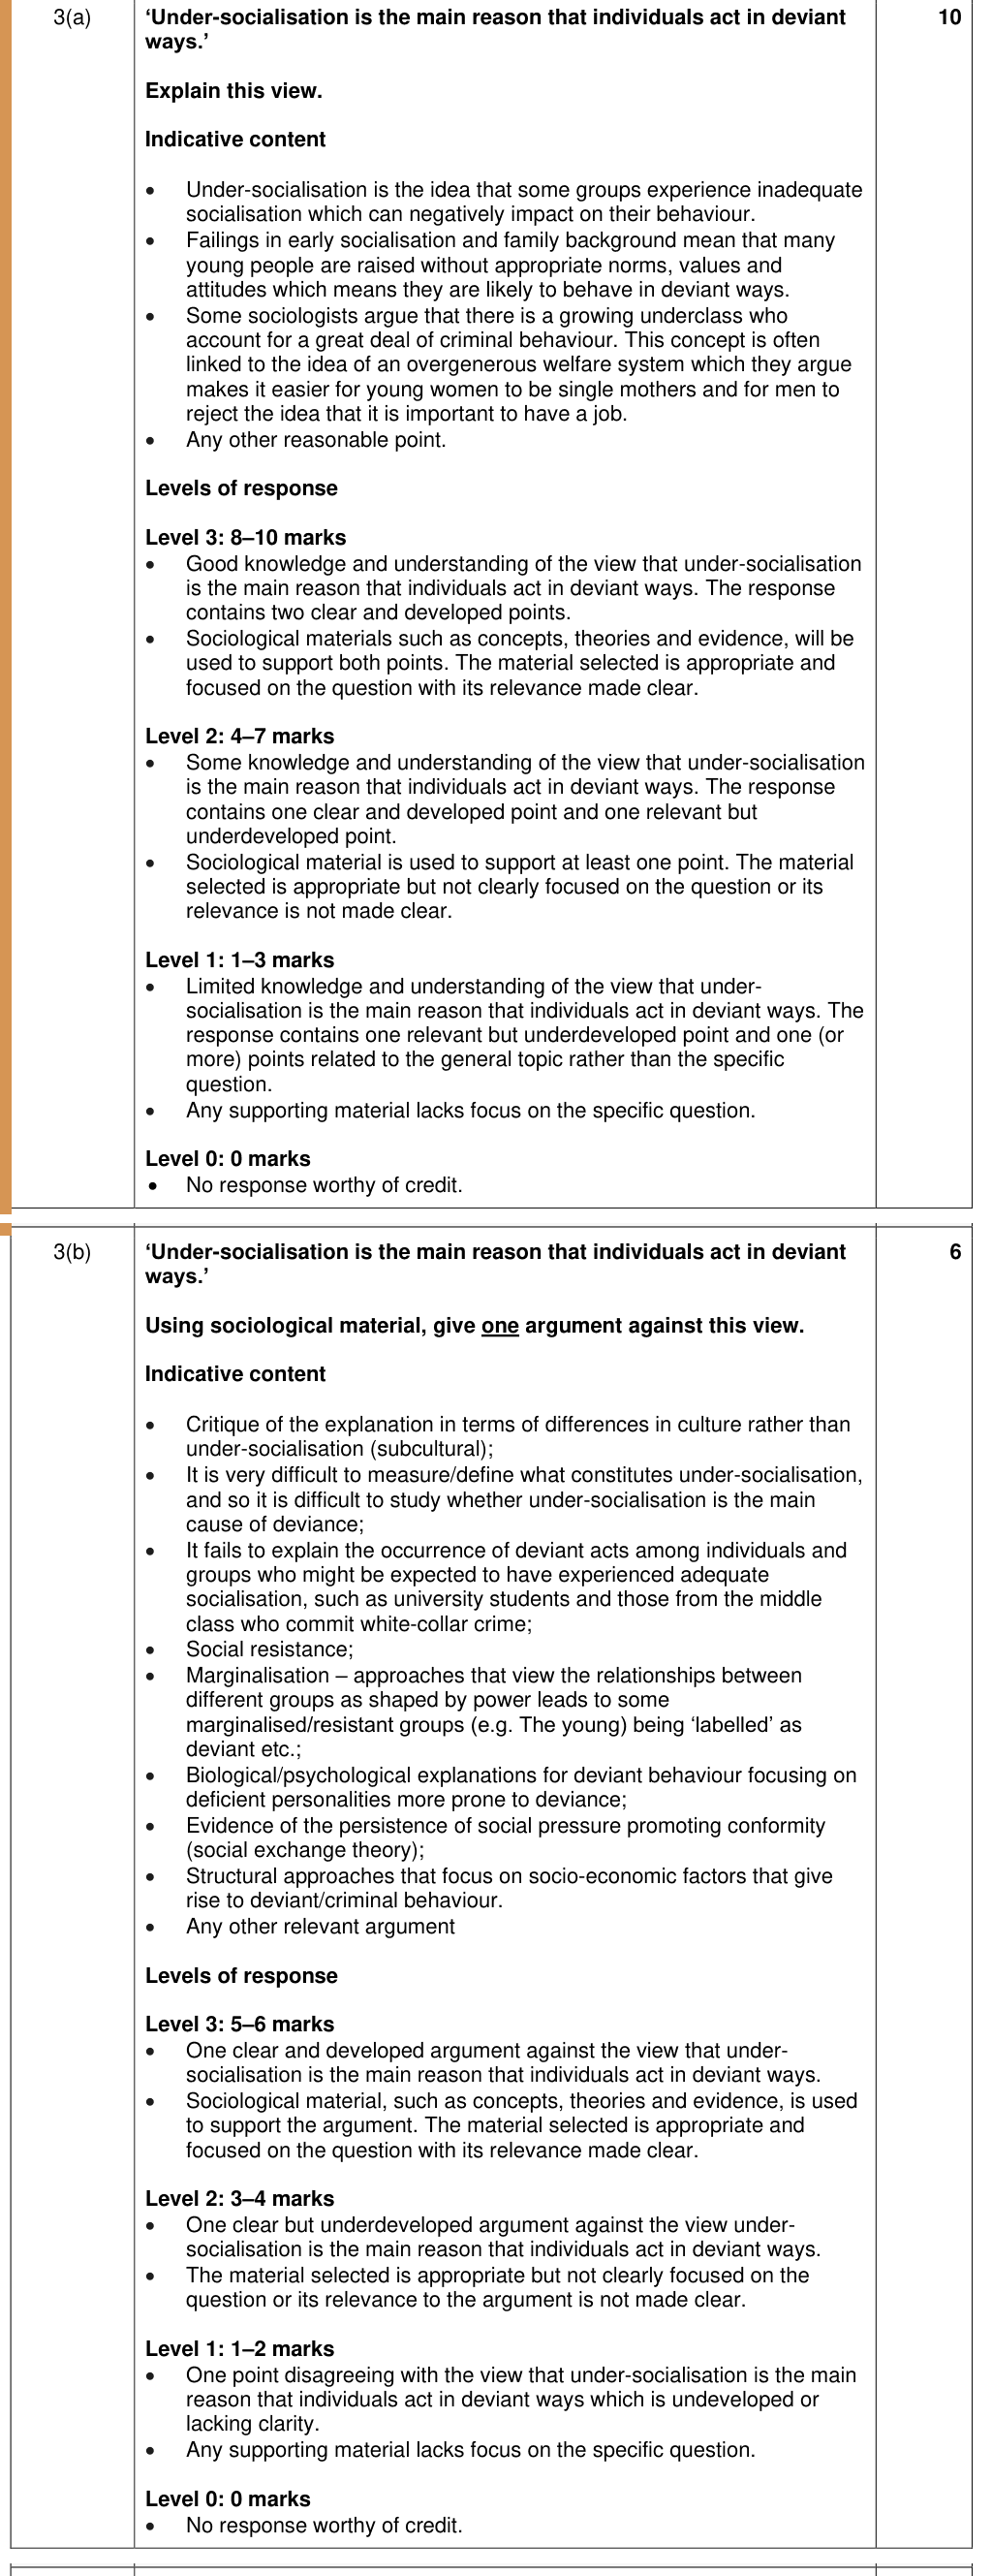 3(a)
‘Under-socialisation is the main reason that individuals act in deviant
ways.’
10
Explain this view.
Indicative content
• Under-socialisation is the idea that some groups experience inadequate
socialisation which can negatively impact on their behaviour.
• Failings in early socialisation and family background mean that many
young people are raised without appropriate norms, values and
attitudes which means they are likely to behave in deviant ways.
• Some sociologists argue that there is a growing underclass who
account for a great deal of criminal behaviour. This concept is often
linked to the idea of an overgenerous welfare system which they argue
makes it easier for young women to be single mothers and for men to
reject the idea that it is important to have a job.
• Any other reasonable point.
Levels of response
Level 3: 8–10 marks
• Good knowledge and understanding of the view that under-socialisation
is the main reason that individuals act in deviant ways. The response
contains two clear and developed points.
• Sociological materials such as concepts, theories and evidence, will be
used to support both points. The material selected is appropriate and
focused on the question with its relevance made clear.
Level 2: 4–7 marks
• Some knowledge and understanding of the view that under-socialisation
is the main reason that individuals act in deviant ways. The response
contains one clear and developed point and one relevant but
underdeveloped point.
• Sociological material is used to support at least one point. The material
selected is appropriate but not clearly focused on the question or its
relevance is not made clear.
Level 1: 1–3 marks
• Limited knowledge and understanding of the view that under-
socialisation is the main reason that individuals act in deviant ways. The
response contains one relevant but underdeveloped point and one (or
more) points related to the general topic rather than the specific
question.
• Any supporting material lacks focus on the specific question.
Level 0: 0 marks
• No response worthy of credit.
3(b)
‘Under-socialisation is the main reason that individuals act in deviant
ways.’
6
Using sociological material, give one argument against this view.
Indicative content
• Critique of the explanation in terms of differences in culture rather than
under-socialisation (subcultural);
• It is very difficult to measure/define what constitutes under-socialisation,
and so it is difficult to study whether under-socialisation is the main
cause of deviance;
• It fails to explain the occurrence of deviant acts among individuals and
groups who might be expected to have experienced adequate
socialisation, such as university students and those from the middle
class who commit white-collar crime;
• Social resistance;
• Marginalisation – approaches that view the relationships between
different groups as shaped by power leads to some
marginalised/resistant groups (e.g. The young) being ‘labelled’ as
deviant etc.;
• Biological/psychological explanations for deviant behaviour focusing on
deficient personalities more prone to deviance;
• Evidence of the persistence of social pressure promoting conformity
(social exchange theory);
• Structural approaches that focus on socio-economic factors that give
rise to deviant/criminal behaviour.
• Any other relevant argument
Levels of response
Level 3: 5–6 marks
• One clear and developed argument against the view that under-
socialisation is the main reason that individuals act in deviant ways.
• Sociological material, such as concepts, theories and evidence, is used
to support the argument. The material selected is appropriate and
focused on the question with its relevance made clear.
Level 2: 3–4 marks
• One clear but underdeveloped argument against the view under-
socialisation is the main reason that individuals act in deviant ways.
• The material selected is appropriate but not clearly focused on the
question or its relevance to the argument is not made clear.
Level 1: 1–2 marks
• One point disagreeing with the view that under-socialisation is the main
reason that individuals act in deviant ways which is undeveloped or
lacking clarity.
• Any supporting material lacks focus on the specific question.
Level 0: 0 marks
• No response worthy of credit.